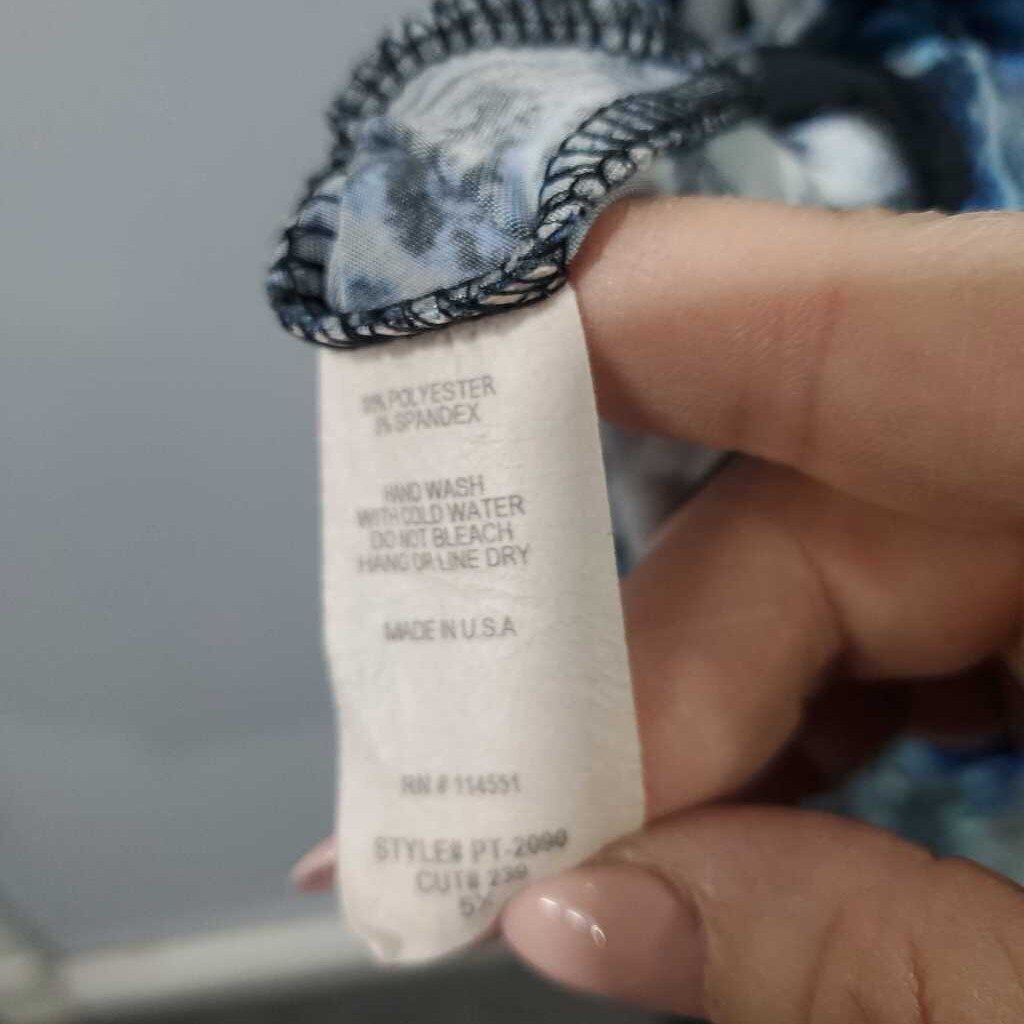 POLYESTER
SPANDEX
HAND WASH
WITH COLD WATER
DO NOT BLEACH
HANG OR LINE DRY
MADE IN U.S.A
RN # 114551
STYLE# PT-2000
CUT# 239